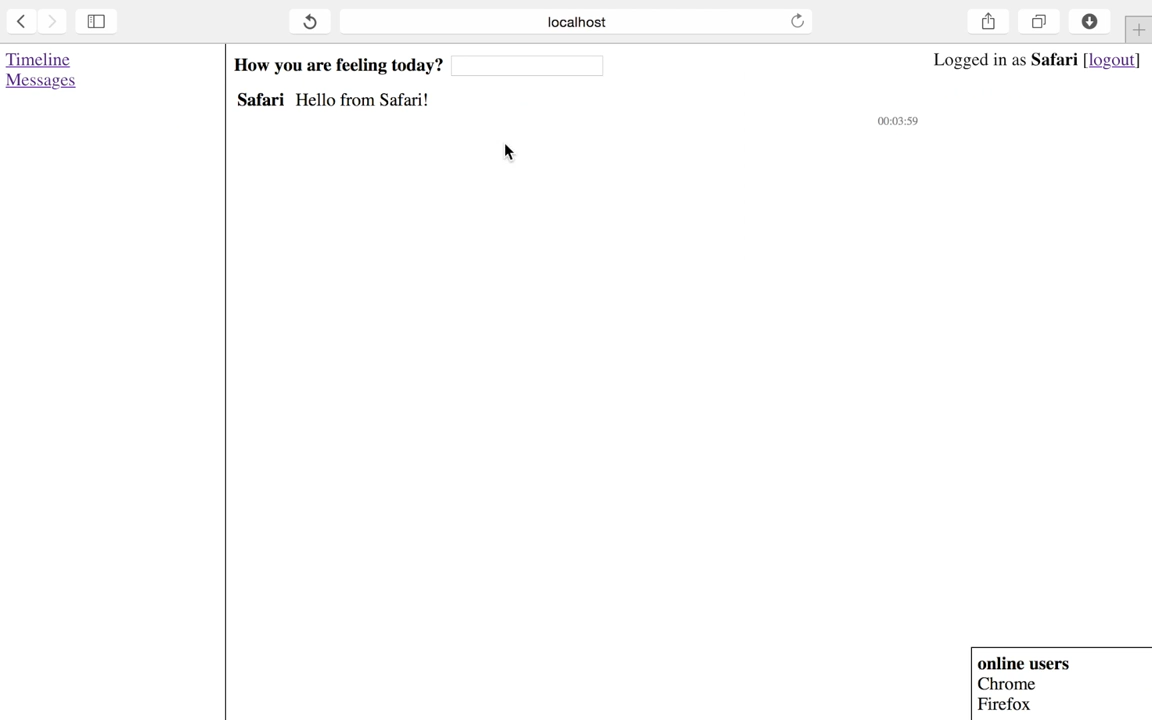 localhost
Timeline
Messages
How you are feeling today?
Logged in as Safari [logout]
Safari Hello from Safari!
00:03:59
online users
Chrome
Firefox